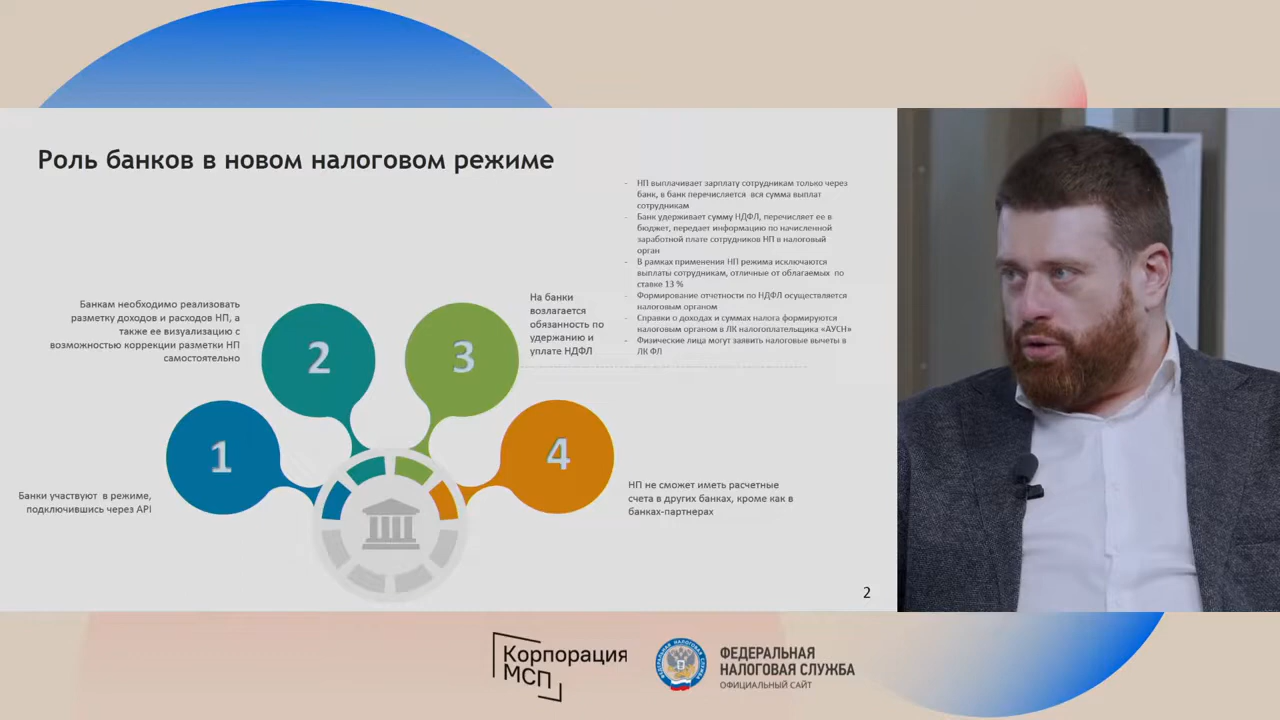 Роль банков в новом налоговом режиме
- НП выплачивает зарплату сотрудникам только через
банк, в банк перечисляется вся сумма выплат
сотрудникам
- Банк удерживает сумму НДФЛ, перечисляет ее в
бюджет, передает информацию по начисленной
заработной плате сотрудников НП в налоговый
орган
- В рамках применения НП режима исключаются
выплаты сотрудникам, отличные от облагаемых по
ставке 13 %
- Формирование отчетности по НДФЛ осуществляется
налоговым органом
- Справки о доходах и суммах налога формируются
налоговым органом в ЛК налогоплательщика «АУСН»
- Физические лица могут заявить налоговые вычеты в
ЛК ФЛ
Банкам необходимо реализовать
разметку доходов и расходов НП, а
также ее визуализацию с
возможностью коррекции разметки НП
самостоятельно
2
3
На банки
возлагается
обязанность по
удержанию и
уплате НДФЛ
1
4
Банки участвуют в режиме,
подключившись через API
НП не сможет иметь расчетные
счета в других банках, кроме как в
банках-партнерах
2
Корпорация
МСП
ФЕДЕРАЛЬНАЯ
НАЛОГОВАЯ СЛУЖБА
ОФИЦИАЛЬНЫЙ САЙТ